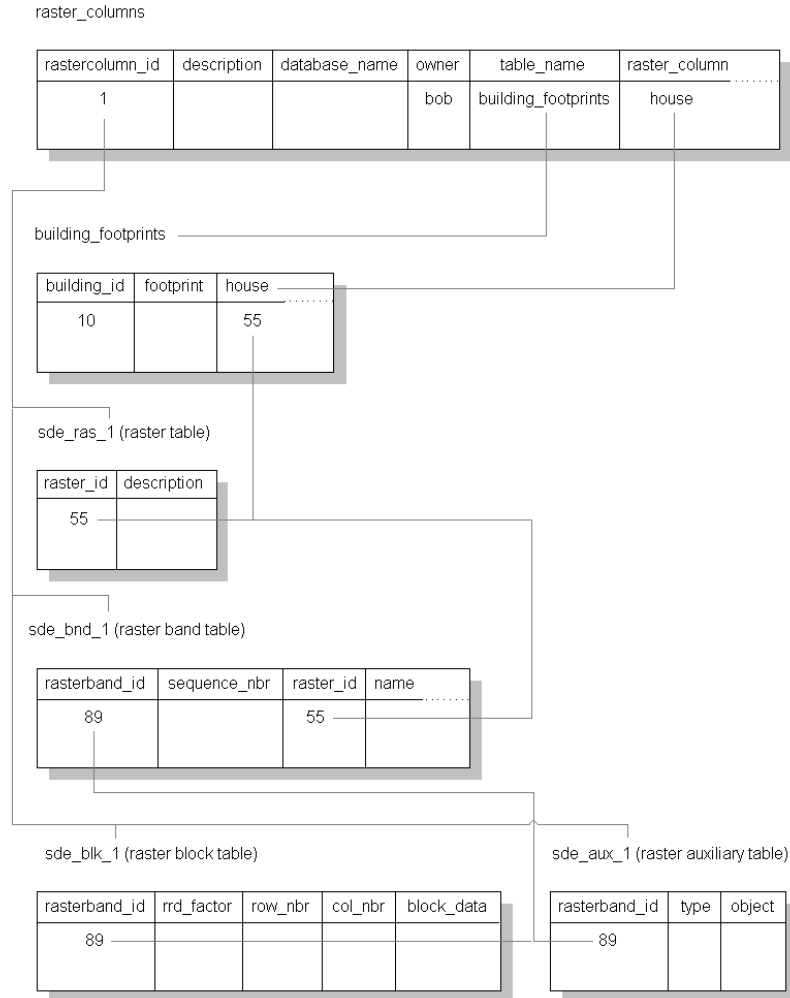 raster_columns
rastercolumn_id description database_name owner table_name raster_column
1 bob building_footprints house
building_footprints
building_id footprint house
10 55
sde_ras_1 (raster table)
raster_id description
55
sde_bnd_1 (raster band table)
rasterband_id sequence_nbr raster_id name
89 55
sde_blk_1 (raster block table) sde_aux_1 (raster auxiliary table)
rasterband_id rrd_factor row_nbr col_nbr block_data rasterband_id type object
89 89